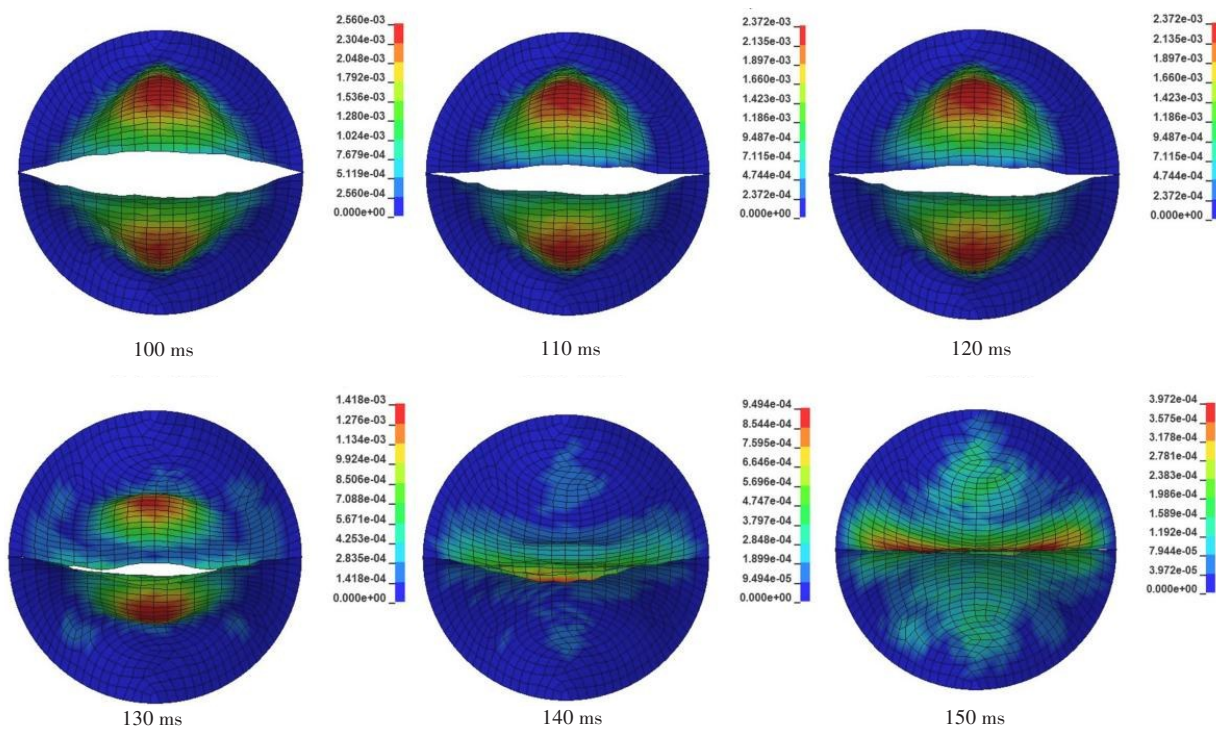 2.560e-03
2.304e-03
2.048e-03
1.792e-03
1.536e-03
1.280e-03
1.024e-03
7.679e-04
5.119e-04
2.560e-04
0.000e+00
100 ms
2.372e-03
2.135e-03
1.897e-03
1.660e-03
1.423e-03
1.186e-03
9.487e-04
7.115e-04
4.744e-04
2.372e-04
0.000e+00
110 ms
2.372e-03
2.135e-03
1.897e-03
1.660e-03
1.423e-03
1.186e-03
9.487e-04
7.115e-04
4.744e-04
2.372e-04
0.000e+00
120 ms
1.418e-03
1.276e-03
1.134e-03
9.924e-04
8.506e-04
7.088e-04
5.671e-04
4.253e-04
2.835e-04
1.418e-04
0.000e+00
130 ms
9.494e-04
8.544e-04
7.595e-04
6.646e-04
5.696e-04
4.747e-04
3.797e-04
2.848e-04
1.899e-04
9.494e-05
0.000e+00
140 ms
3.972e-04
3.575e-04
3.178e-04
2.781e-04
2.383e-04
1.986e-04
1.589e-04
1.192e-04
7.944e-05
3.972e-05
0.000e+00
150 ms